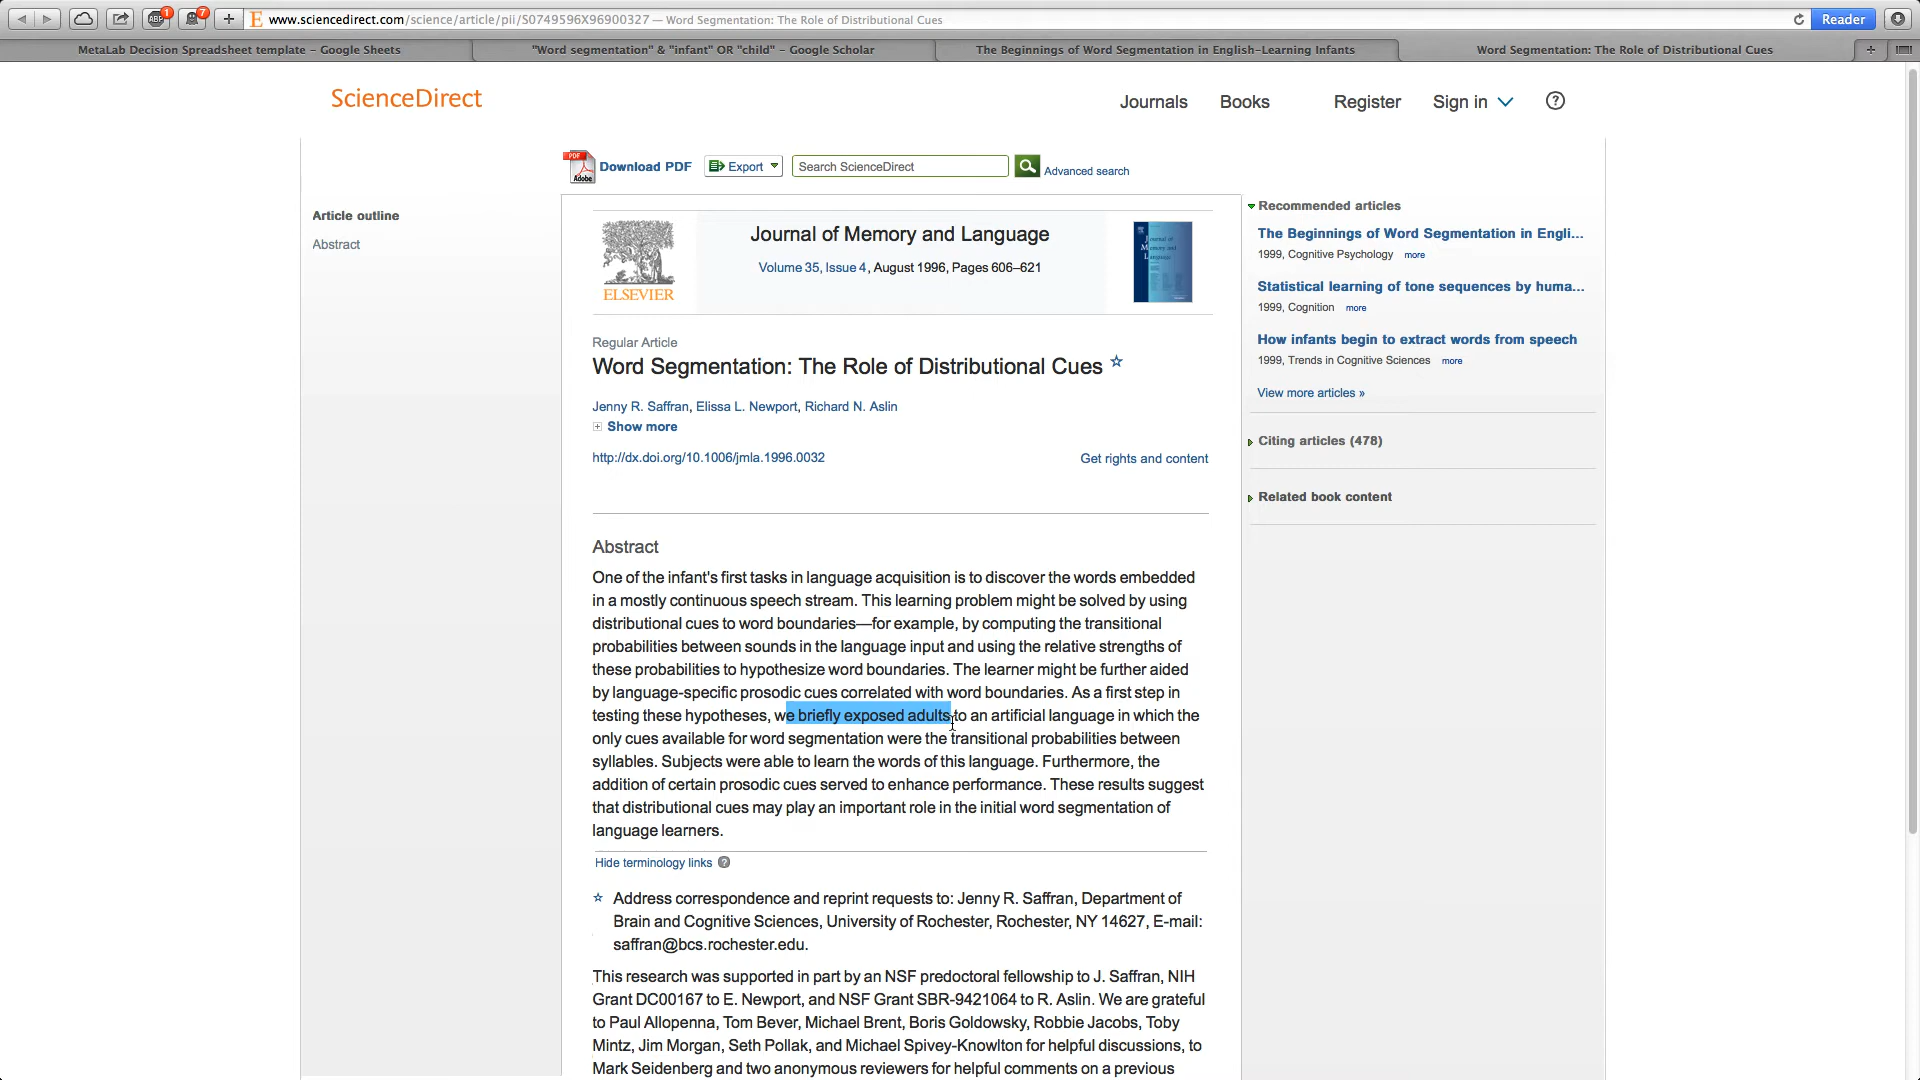 www.sciencedirect.com/science/article/pii/S0749596X96900327 — Word Segmentation: The Role of Distributional Cues
Reader
ABP
1
7
MetaLab Decision Spreadsheet template – Google Sheets
"Word segmentation" & "infant" OR "child" – Google Scholar
The Beginnings of Word Segmentation in English–Learning Infants
Word Segmentation: The Role of Distributional Cues
ScienceDirect
Journals
Books
Register
Sign in
?
PDF
Adobe
Download PDF
Export
Search ScienceDirect
Advanced search
Article outline
Abstract
ELSEVIER
Journal of Memory and Language
Volume 35, Issue 4, August 1996, Pages 606–621
Journal of
Memory and
Language
Regular Article
Word Segmentation: The Role of Distributional Cues ☆
Jenny R. Saffran, Elissa L. Newport, Richard N. Aslin
Show more
http://dx.doi.org/10.1006/jmla.1996.0032
Get rights and content
Abstract
One of the infant's first tasks in language acquisition is to discover the words embedded
in a mostly continuous speech stream. This learning problem might be solved by using
distributional cues to word boundaries—for example, by computing the transitional
probabilities between sounds in the language input and using the relative strengths of
these probabilities to hypothesize word boundaries. The learner might be further aided
by language-specific prosodic cues correlated with word boundaries. As a first step in
testing these hypotheses, we briefly exposed adults to an artificial language in which the
only cues available for word segmentation were the transitional probabilities between
syllables. Subjects were able to learn the words of this language. Furthermore, the
addition of certain prosodic cues served to enhance performance. These results suggest
that distributional cues may play an important role in the initial word segmentation of
language learners.
Hide terminology links ?
☆ Address correspondence and reprint requests to: Jenny R. Saffran, Department of
Brain and Cognitive Sciences, University of Rochester, Rochester, NY 14627, E-mail:
saffran@bcs.rochester.edu.
This research was supported in part by an NSF predoctoral fellowship to J. Saffran, NIH
Grant DC00167 to E. Newport, and NSF Grant SBR-9421064 to R. Aslin. We are grateful
to Paul Allopenna, Tom Bever, Michael Brent, Boris Goldowsky, Robbie Jacobs, Toby
Mintz, Jim Morgan, Seth Pollak, and Michael Spivey-Knowlton for helpful discussions, to
Mark Seidenberg and two anonymous reviewers for helpful comments on a previous
Recommended articles
The Beginnings of Word Segmentation in Engli...
1999, Cognitive Psychology more
Statistical learning of tone sequences by huma...
1999, Cognition more
How infants begin to extract words from speech
1999, Trends in Cognitive Sciences more
View more articles »
Citing articles (478)
Related book content